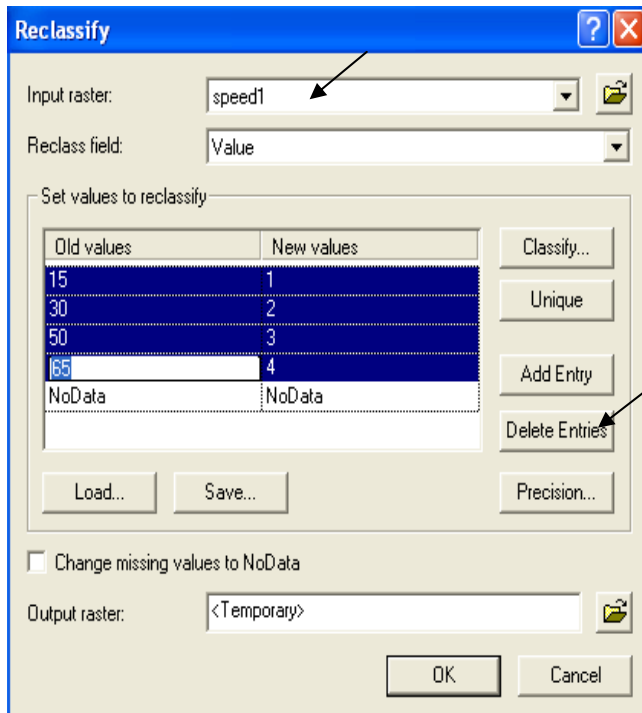 Reclassify
Input raster: speed1
Reclass field: Value
Set values to reclassify
Old values New values Classify...
15 1
30 2 Unique
50 3
65 4 Add Entry
NoData NoData
Delete Entries
Load... Save... Precision...
Change missing values to NoData
Output raster: <Temporary>
OK Cancel